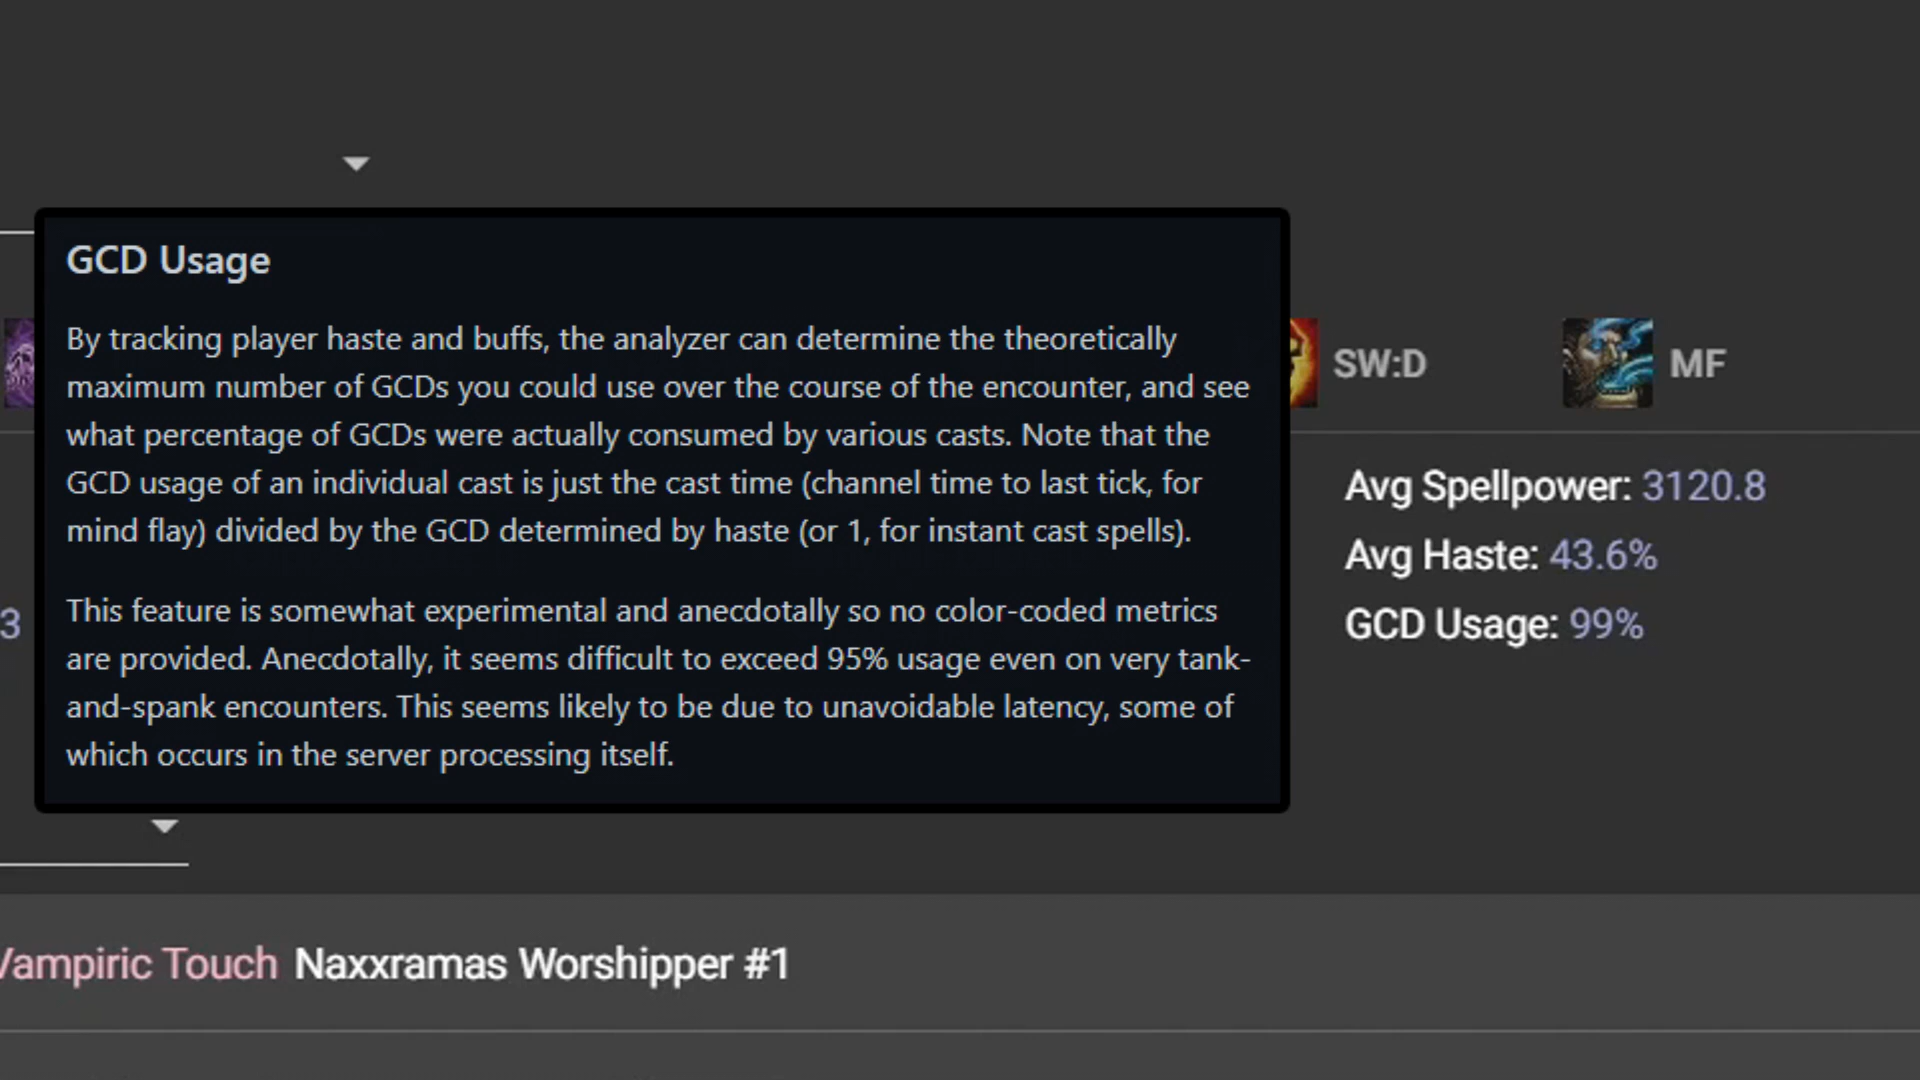 GCD Usage
By tracking player haste and buffs, the analyzer can determine the theoretically
maximum number of GCDs you could use over the course of the encounter, and see
what percentage of GCDs were actually consumed by various casts. Note that the
GCD usage of an individual cast is just the cast time (channel time to last tick, for
mind flay) divided by the GCD determined by haste (or 1, for instant cast spells).
This feature is somewhat experimental and anecdotally so no color-coded metrics
are provided. Anecdotally, it seems difficult to exceed 95% usage even on very tank-
and-spank encounters. This seems likely to be due to unavoidable latency, some of
which occurs in the server processing itself.
SW:D
MF
Avg Spellpower: 3120.8
Avg Haste: 43.6%
GCD Usage: 99%
3
Vampiric Touch Naxxramas Worshipper #1